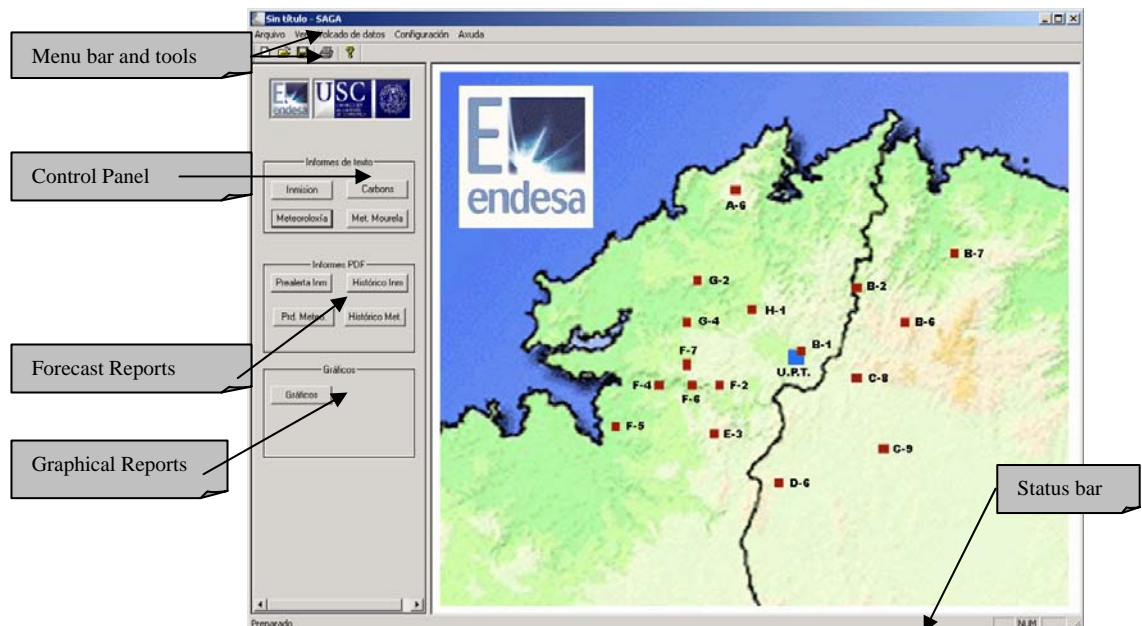 Sin título - SAGA
Arquivo Ver Volcado de datos Configuración Axuda
Menu bar and tools
Control Panel
Forecast Reports
Graphical Reports
Status bar
endesa
USC
Informes de texto
Inmision Carbons
Meteoroloxía Met. Mourela
Informes PDF
Prealerta Inm Histórico Inm
Prd. Meteo. Histórico Met.
Gráficos
Gráficos
E
endesa
A-6
B-7
G-2
B-2
H-1
G-4
B-6
B-1
F-7
U.P.T.
C-8
F-4
F-6
F-2
F-5
E-3
C-9
D-6
Preparado
NUM